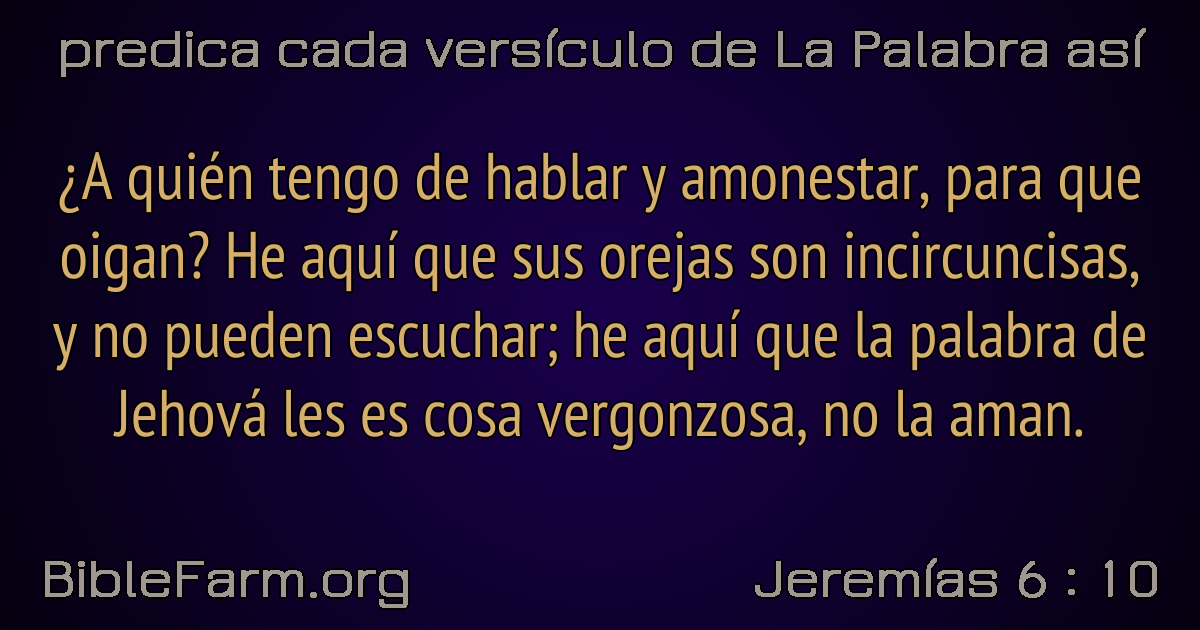 predica cada versículo de La Palabra así
¿A quién tengo de hablar y amonestar, para que
oigan? He aquí que sus orejas son incircuncisas,
y no pueden escuchar; he aquí que la palabra de
Jehová les es cosa vergonzosa, no la aman.
BibleFarm.org
Jeremías 6 : 10